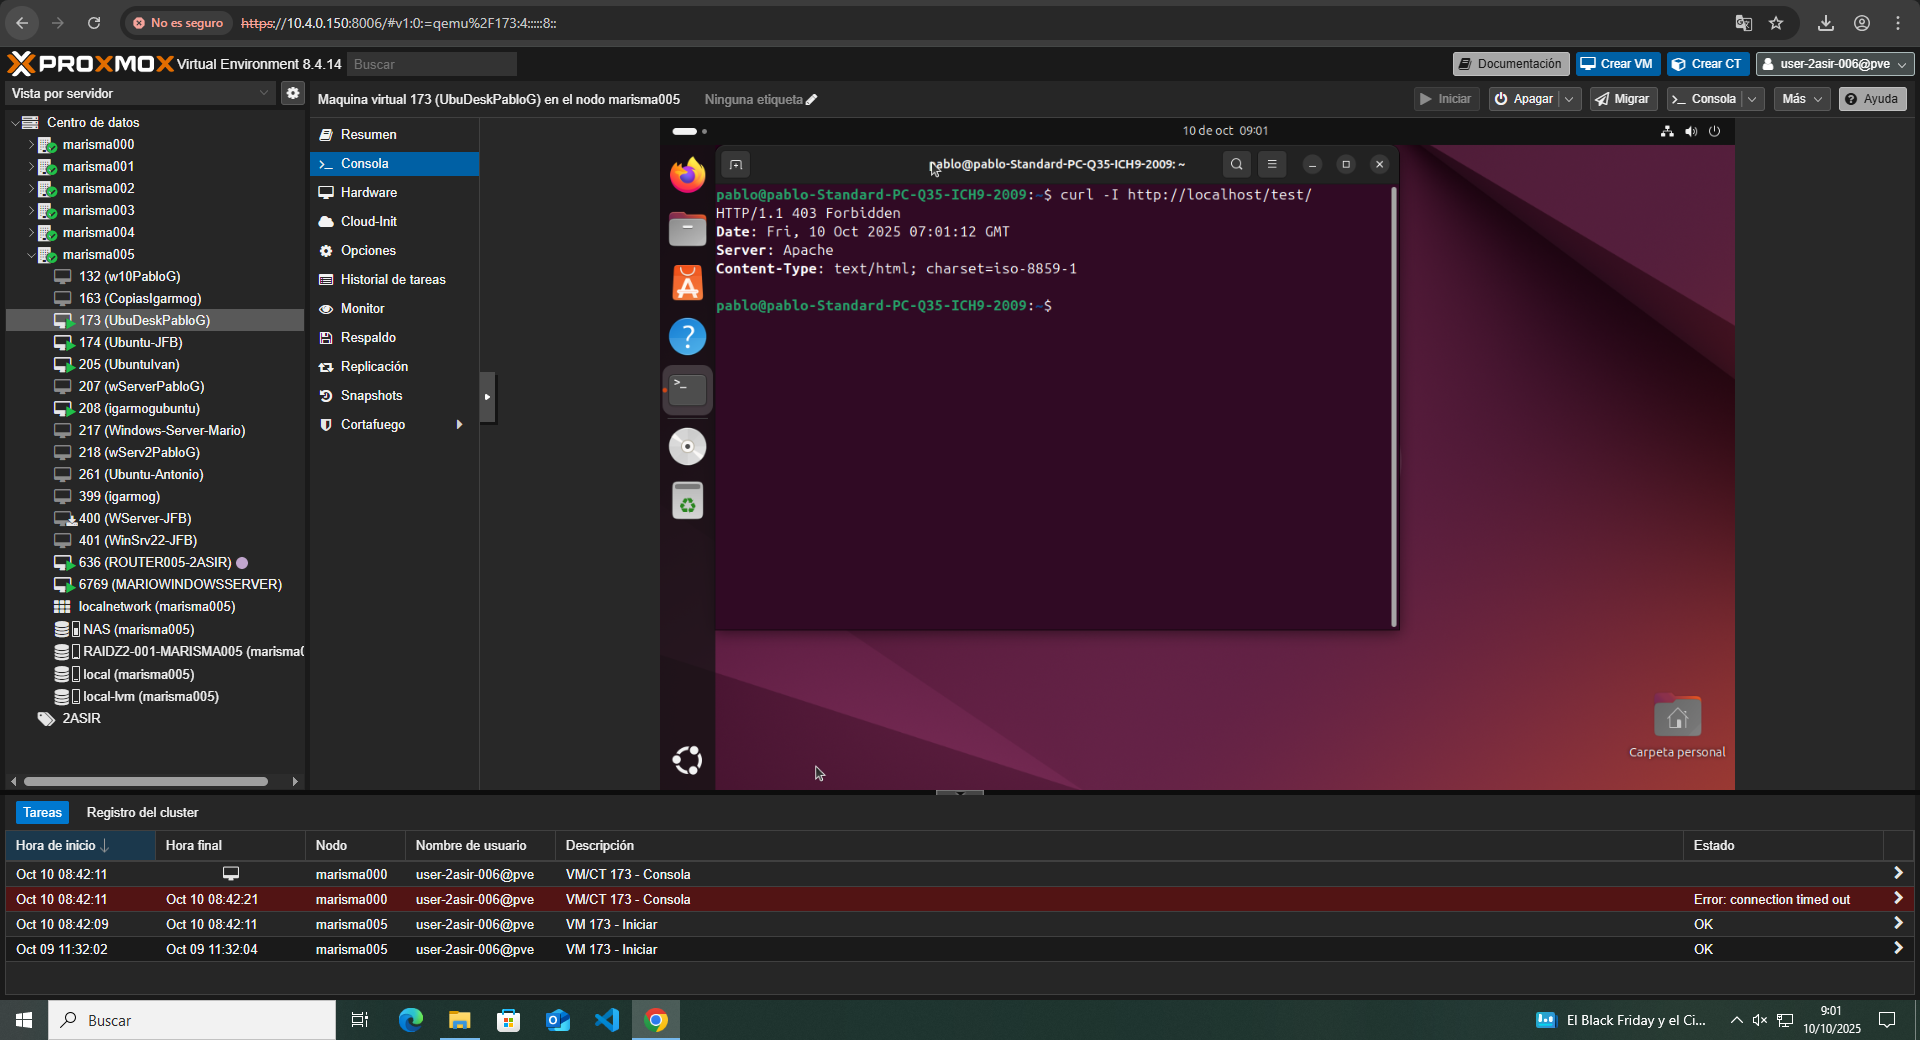 No es seguro
https://10.4.0.150:8006/#v1:0:=qemu%2F173:4:::::8::
PROXMOX Virtual Environment 8.4.14
Buscar
Documentación
Crear VM
Crear CT
user-2asir-006@pve
Vista por servidor
Maquina virtual 173 (UbuDeskPabloG) en el nodo marisma005
Ninguna etiqueta
Iniciar
Apagar
Migrar
Consola
Más
Ayuda
Centro de datos
marisma000
marisma001
marisma002
marisma003
marisma004
marisma005
132 (w10PabloG)
163 (CopiasIgarmog)
173 (UbuDeskPabloG)
174 (Ubuntu-JFB)
205 (UbuntuIvan)
207 (wServerPabloG)
208 (igarmogubuntu)
217 (Windows-Server-Mario)
218 (wServ2PabloG)
261 (Ubuntu-Antonio)
399 (igarmog)
400 (WServer-JFB)
401 (WinSrv22-JFB)
636 (ROUTER005-2ASIR)
6769 (MARIOWINDOWSSERVER)
localnetwork (marisma005)
NAS (marisma005)
RAIDZ2-001-MARISMA005 (marisma0
local (marisma005)
local-lvm (marisma005)
2ASIR
Resumen
Consola
Hardware
Cloud-Init
Opciones
Historial de tareas
Monitor
Respaldo
Replicación
Snapshots
Cortafuego
10 de oct 09:01
pablo@pablo-Standard-PC-Q35-ICH9-2009: ~
pablo@pablo-Standard-PC-Q35-ICH9-2009:~$ curl -I http://localhost/test/
HTTP/1.1 403 Forbidden
Date: Fri, 10 Oct 2025 07:01:12 GMT
Server: Apache
Content-Type: text/html; charset=iso-8859-1
pablo@pablo-Standard-PC-Q35-ICH9-2009:~$
Carpeta personal
Tareas
Registro del cluster
Hora de inicio Hora final Nodo Nombre de usuario Descripción Estado
Oct 10 08:42:11 marisma000 user-2asir-006@pve VM/CT 173 - Consola
Oct 10 08:42:11 Oct 10 08:42:21 marisma000 user-2asir-006@pve VM/CT 173 - Consola Error: connection timed out
Oct 10 08:42:09 Oct 10 08:42:11 marisma005 user-2asir-006@pve VM 173 - Iniciar OK
Oct 09 11:32:02 Oct 09 11:32:04 marisma005 user-2asir-006@pve VM 173 - Iniciar OK
Buscar
El Black Friday y el Ci...
9:01
10/10/2025